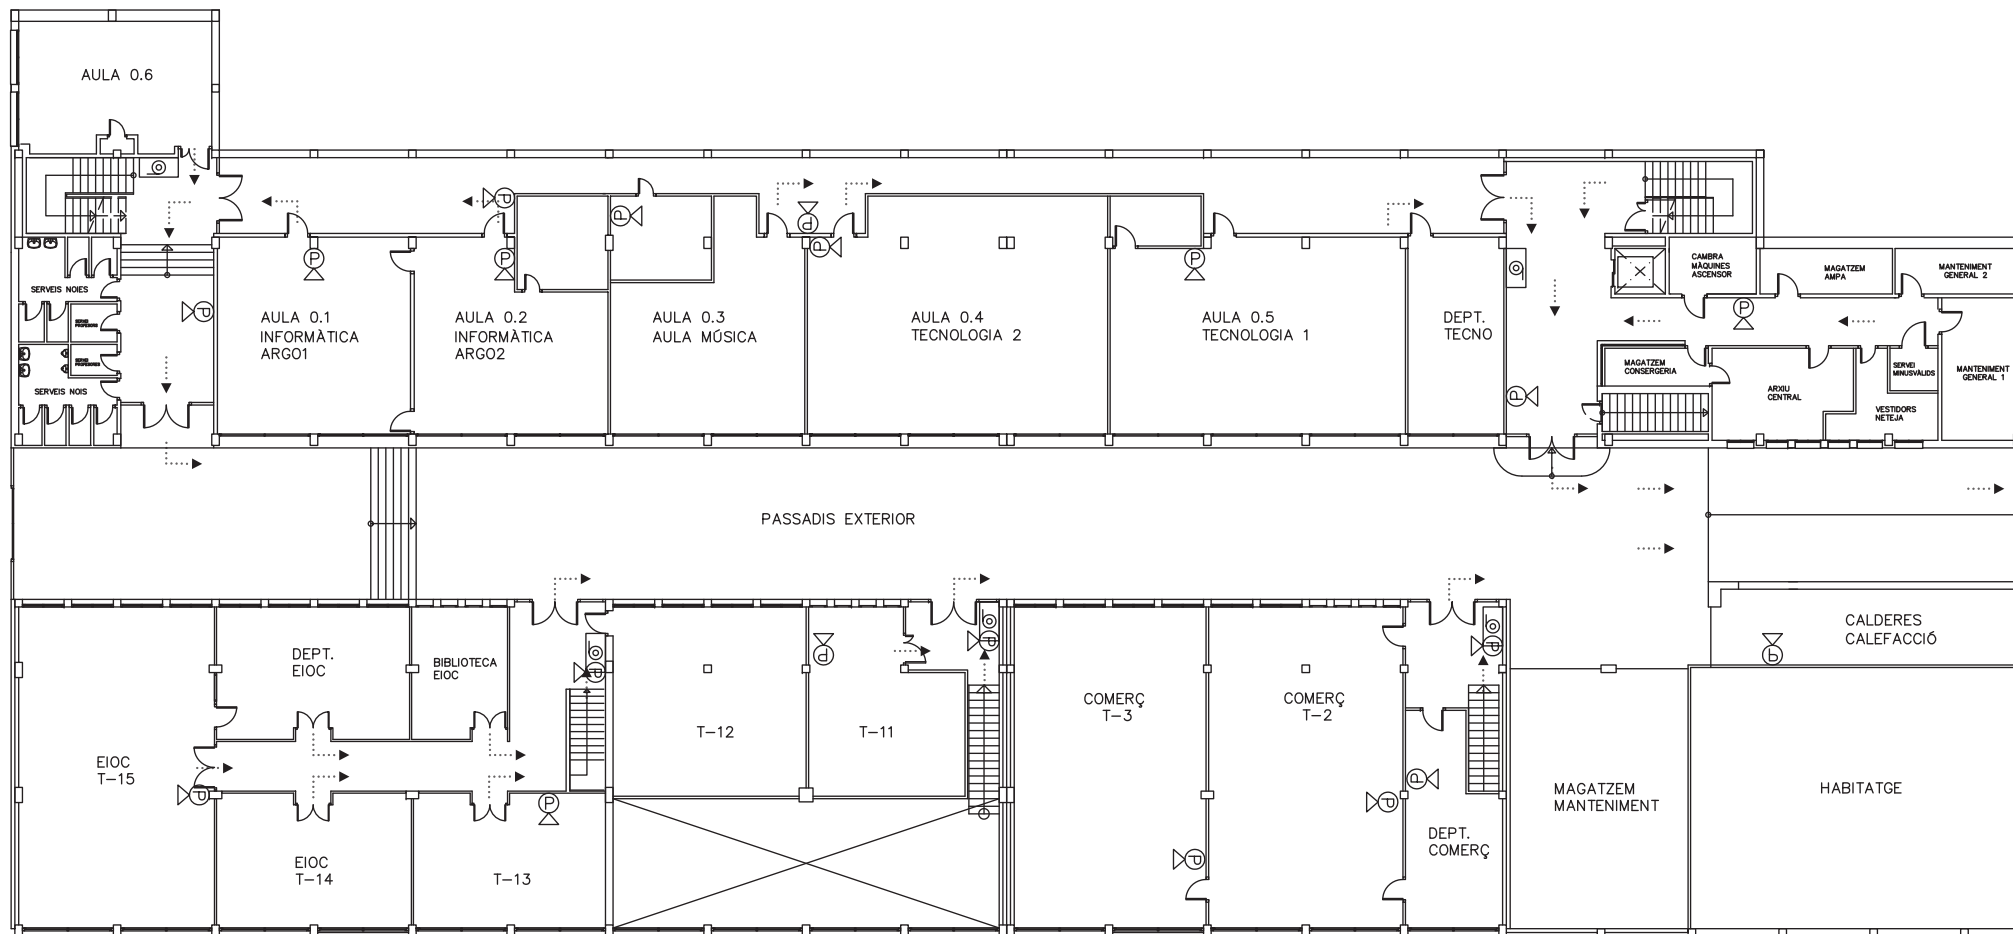 AULA 0.6
SERVEIS NOIES
SERVEI
PROFESSORS
SERVEI
PROFESSORES
SERVEIS NOIS
AULA 0.1
INFORMÀTICA
ARGO1
AULA 0.2
INFORMÀTICA
ARGO2
AULA 0.3
AULA MÚSICA
AULA 0.4
TECNOLOGIA 2
AULA 0.5
TECNOLOGIA 1
DEPT.
TECNO
CAMBRA
MÀQUINES
ASCENSOR
MAGATZEM
AMPA
MANTENIMENT
GENERAL 2
MAGATZEM
CONSERGERIA
ARXIU
CENTRAL
SERVEI
MINUSVÀLIDS
VESTIDORS
NETEJA
MANTENIMENT
GENERAL 1
P
P
P
P
P
P
P
P
P
P
PASSADIS EXTERIOR
DEPT.
EIOC
BIBLIOTECA
EIOC
EIOC
T-15
EIOC
T-14
T-13
T-12
T-11
COMERÇ
T-3
COMERÇ
T-2
DEPT.
COMERÇ
MAGATZEM
MANTENIMENT
CALDERES
CALEFACCIÓ
HABITATGE
P
P
P
P
P
P
P
P
P
P